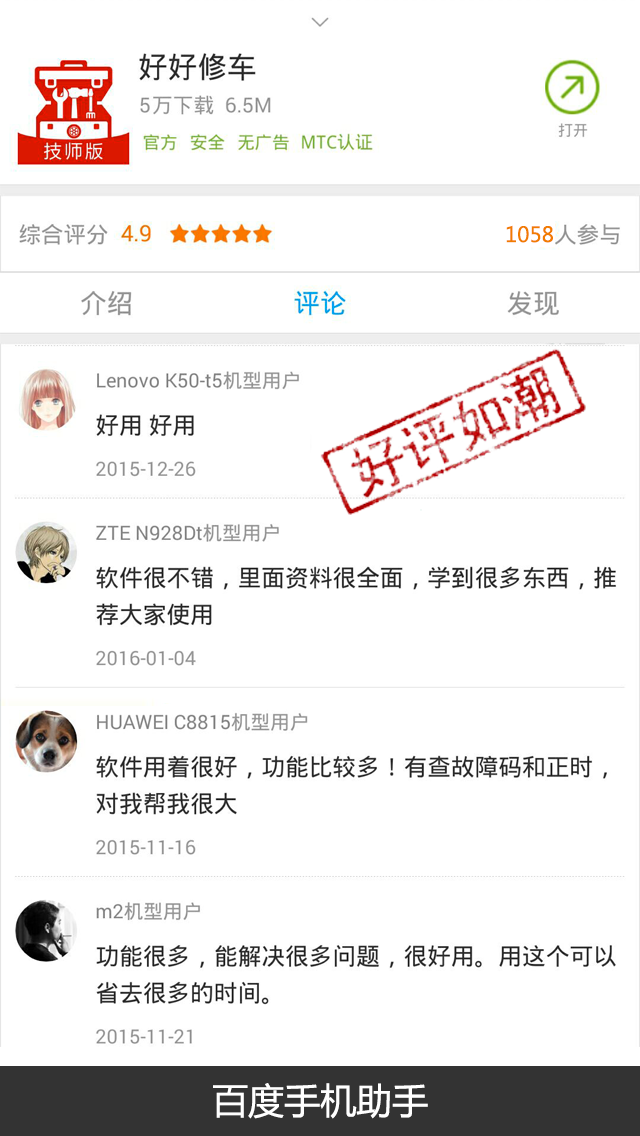 好好修车
5万下载 6.5M
官方 安全 无广告 MTC认证
技师版
打开
综合评分 4.9
1058人参与
介绍 评论 发现
好评如潮
Lenovo K50-t5机型用户
好用 好用
2015-12-26
ZTE N928Dt机型用户
软件很不错，里面资料很全面，学到很多东西，推
荐大家使用
2016-01-04
HUAWEI C8815机型用户
软件用着很好，功能比较多！有查故障码和正时，
对我帮我很大
2015-11-16
m2机型用户
功能很多，能解决很多问题，很好用。用这个可以
省去很多的时间。
2015-11-21
百度手机助手